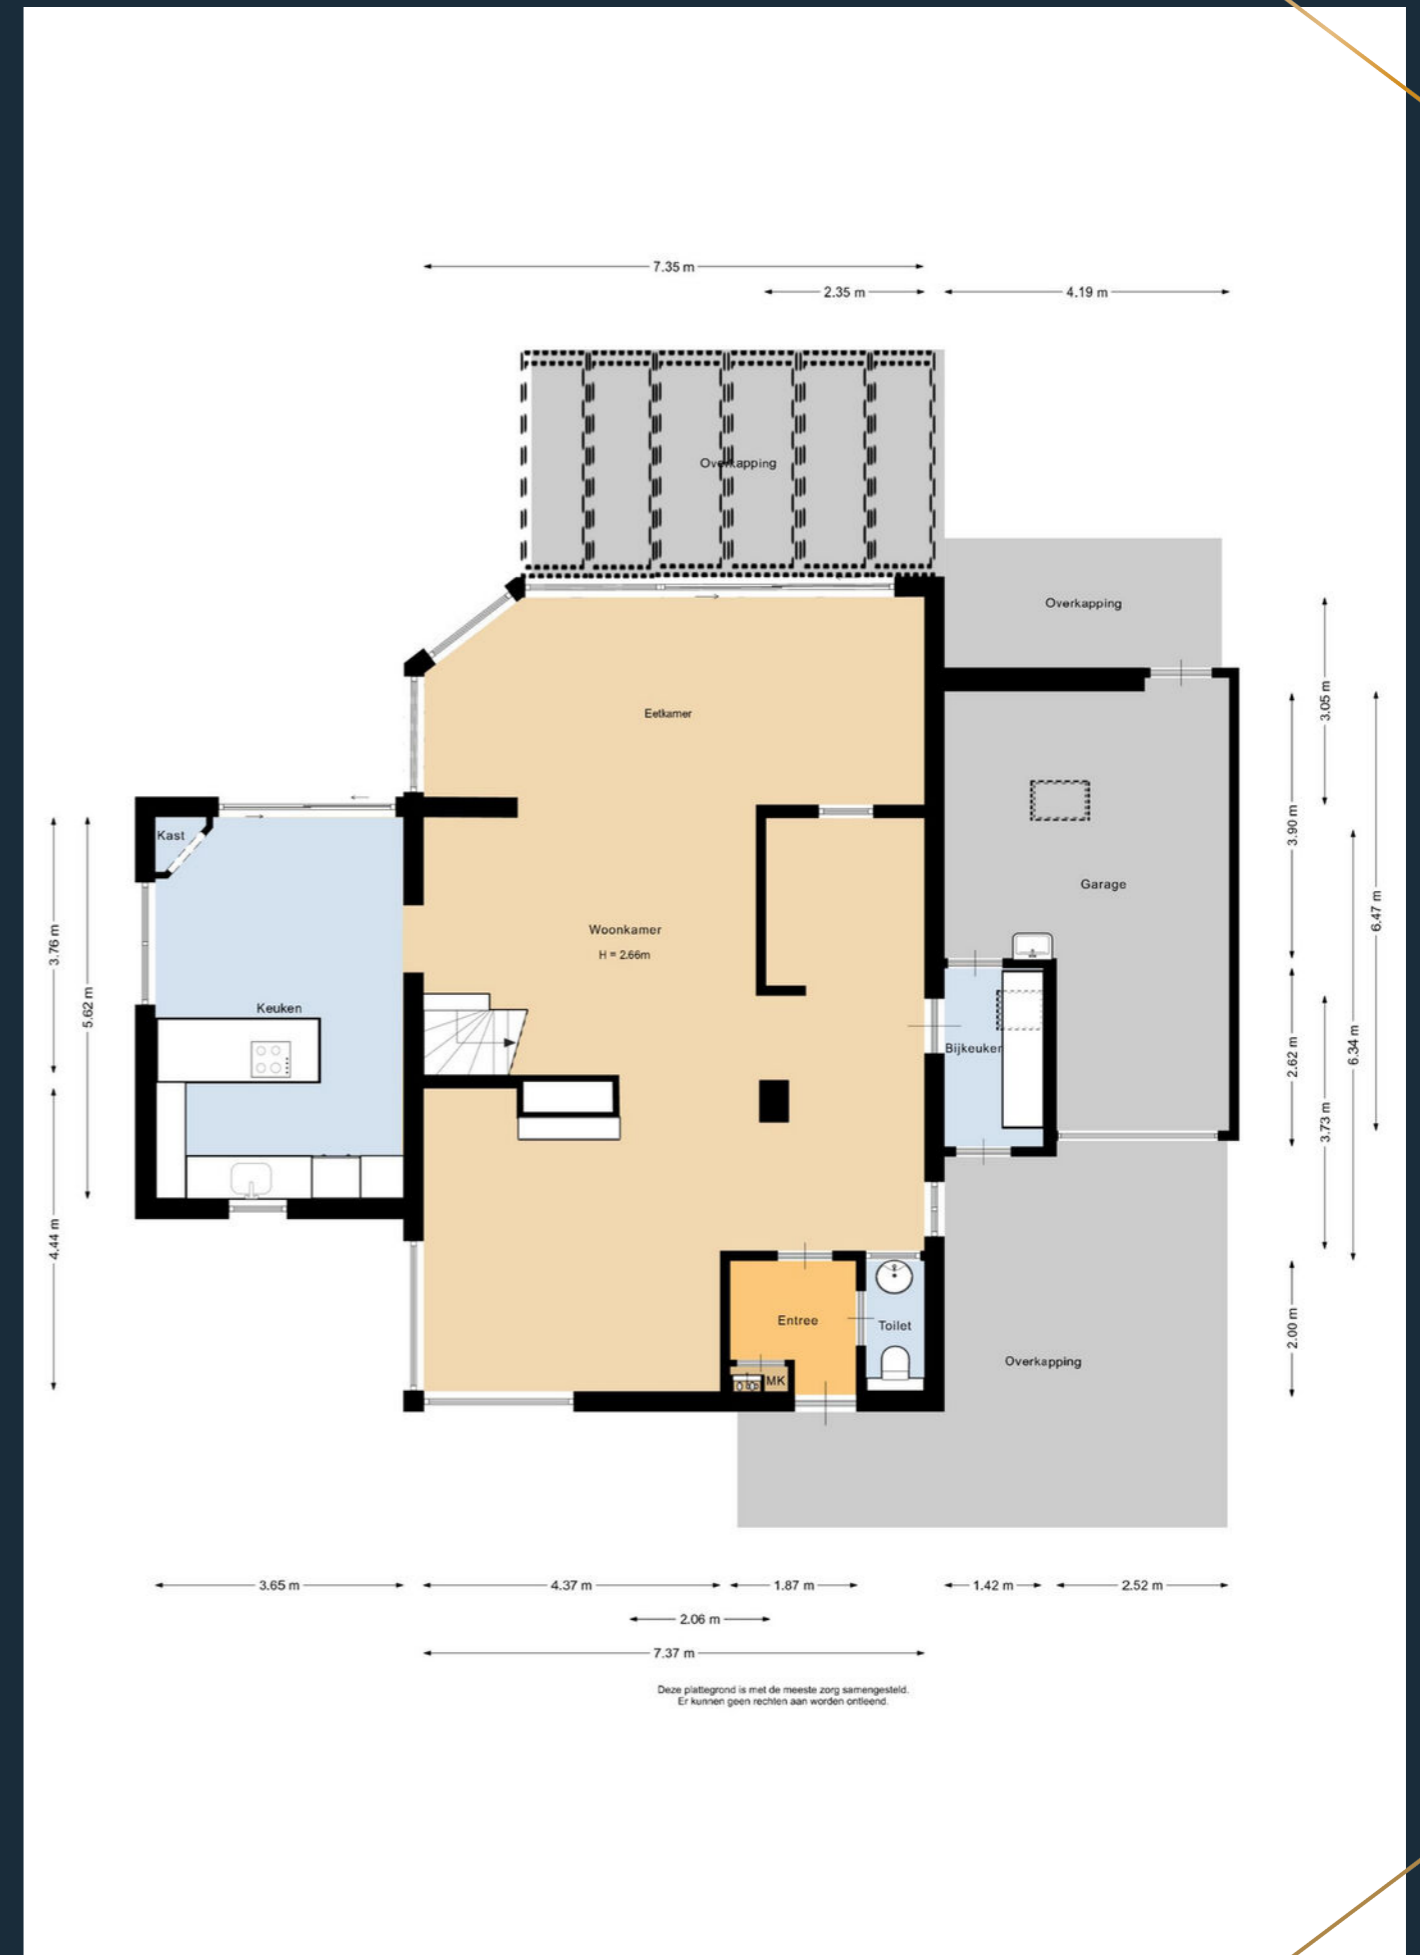 7.35 m
2.35 m
4.19 m
Overkapping
Overkapping
3.05 m
Eetkamer
Kast
3.90 m
Garage
6.47 m
Woonkamer
H = 2.66m
3.76 m
5.62 m
Keuken
Bijkeuken
2.62 m
6.34 m
3.73 m
4.44 m
Entree
Toilet
2.00 m
Overkapping
MK
3.65 m
4.37 m
1.87 m
1.42 m
2.52 m
2.06 m
7.37 m
Deze plattegrond is met de meeste zorg samengesteld.
Er kunnen geen rechten aan worden ontleend.